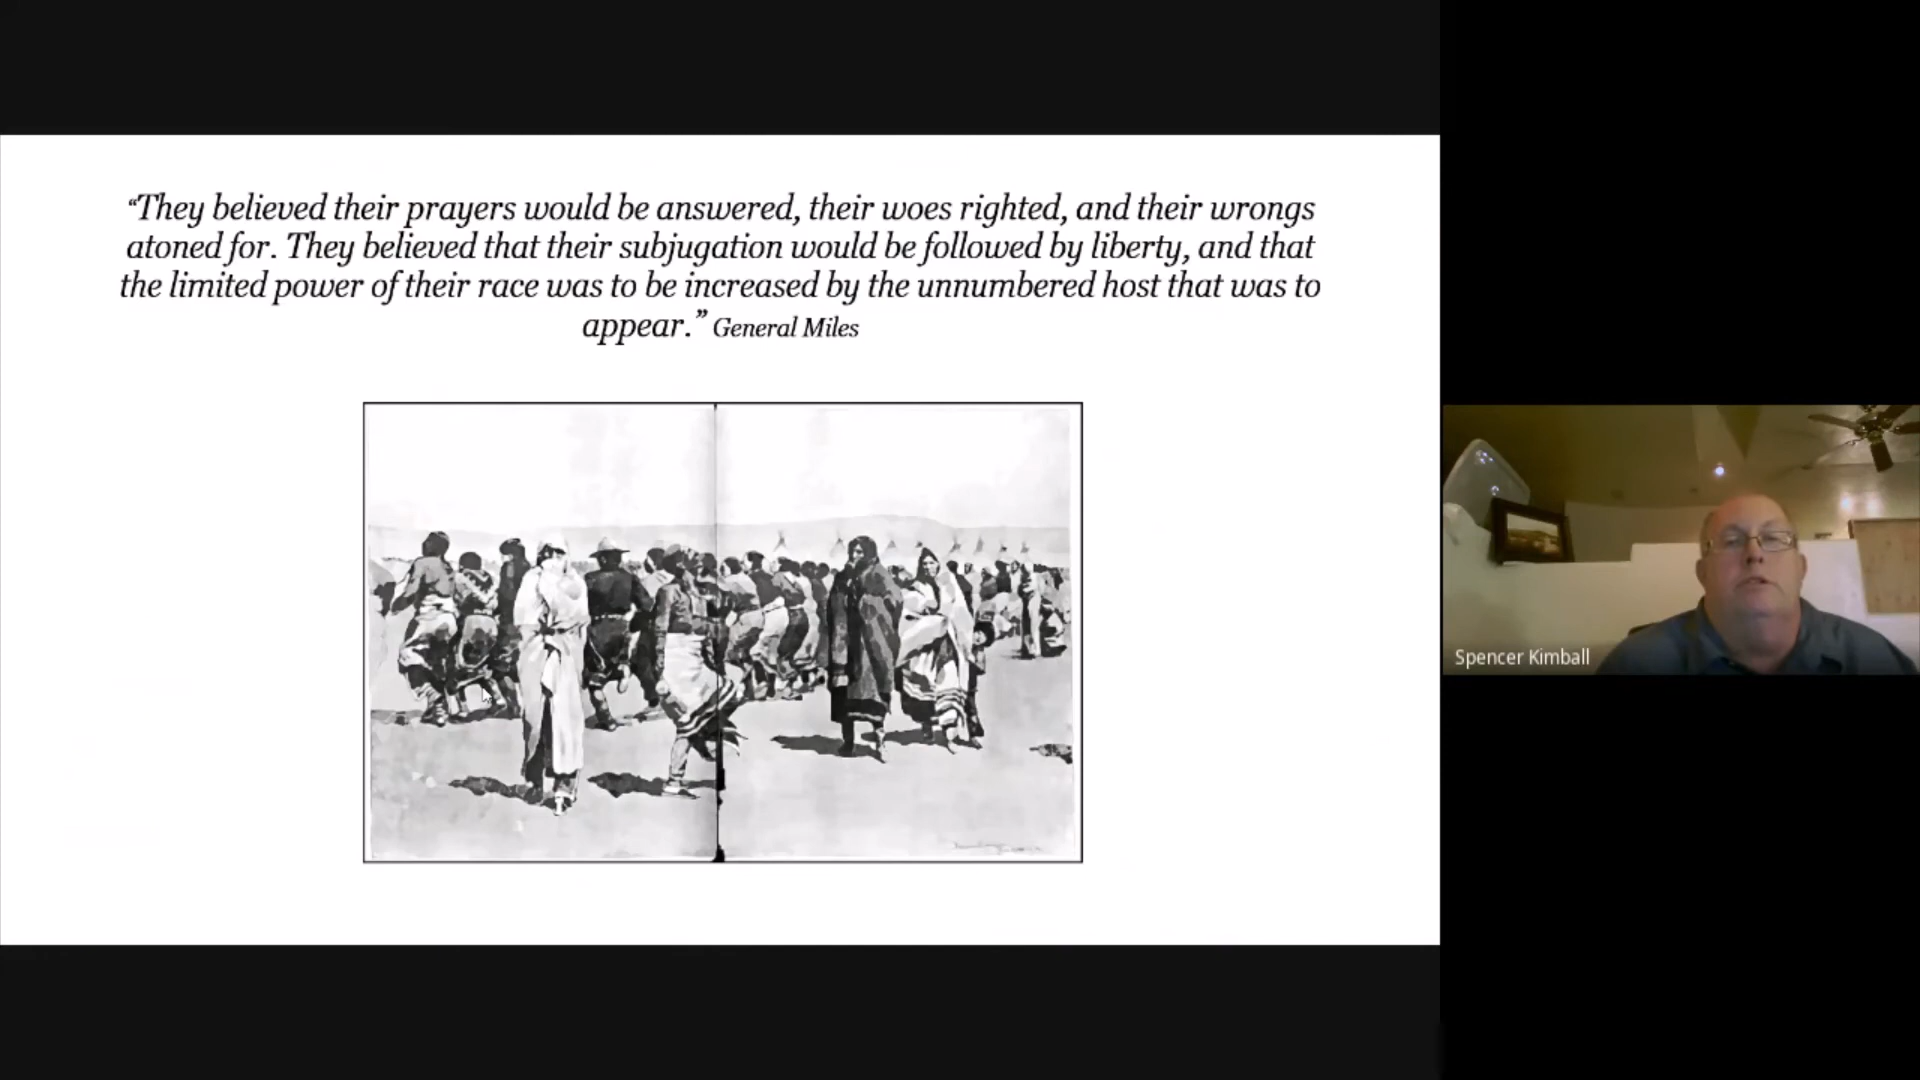 “They believed their prayers would be answered, their woes righted, and their wrongs
atoned for. They believed that their subjugation would be followed by liberty, and that
the limited power of their race was to be increased by the unnumbered host that was to
appear.” General Miles
Spencer Kimball